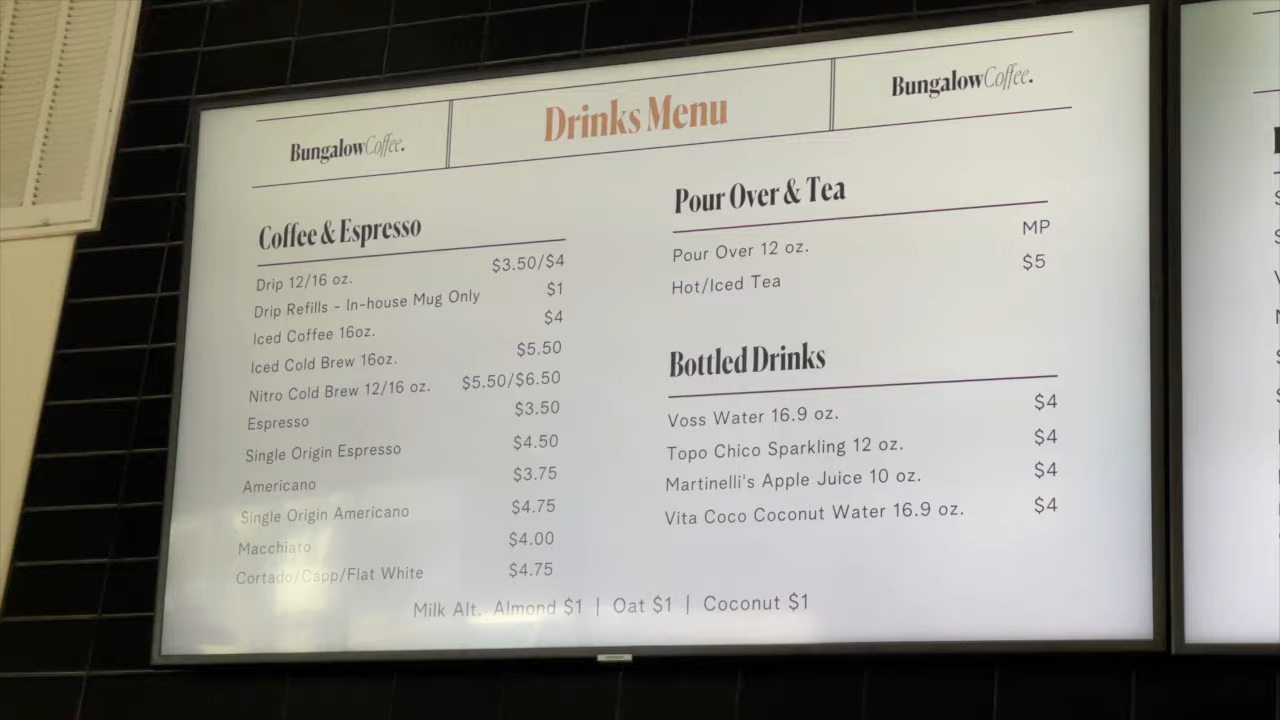 BungalowCoffee.
Drinks Menu
BungalowCoffee.
Coffee & Espresso
Drip 12/16 oz. $3.50/$4
Drip Refills - In-house Mug Only $1
Iced Coffee 16oz. $4
Iced Cold Brew 16oz. $5.50
Nitro Cold Brew 12/16 oz. $5.50/$6.50
Espresso $3.50
Single Origin Espresso $4.50
Americano $3.75
Single Origin Americano $4.75
Macchiato $4.00
Cortado/Capp/Flat White $4.75
Pour Over & Tea
Pour Over 12 oz. MP
Hot/Iced Tea $5
Bottled Drinks
Voss Water 16.9 oz. $4
Topo Chico Sparkling 12 oz. $4
Martinelli's Apple Juice 10 oz. $4
Vita Coco Coconut Water 16.9 oz. $4
Milk Alt. Almond $1 | Oat $1 | Coconut $1